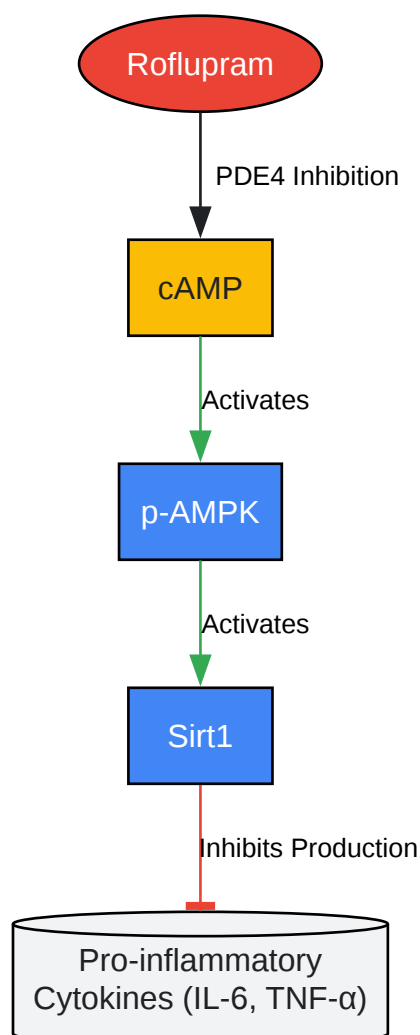 Roflupram
PDE4 Inhibition
cAMP
Activates
p-AMPK
Activates
Sirt1
Inhibits Production
Pro-inflammatory
Cytokines (IL-6, TNF-α)